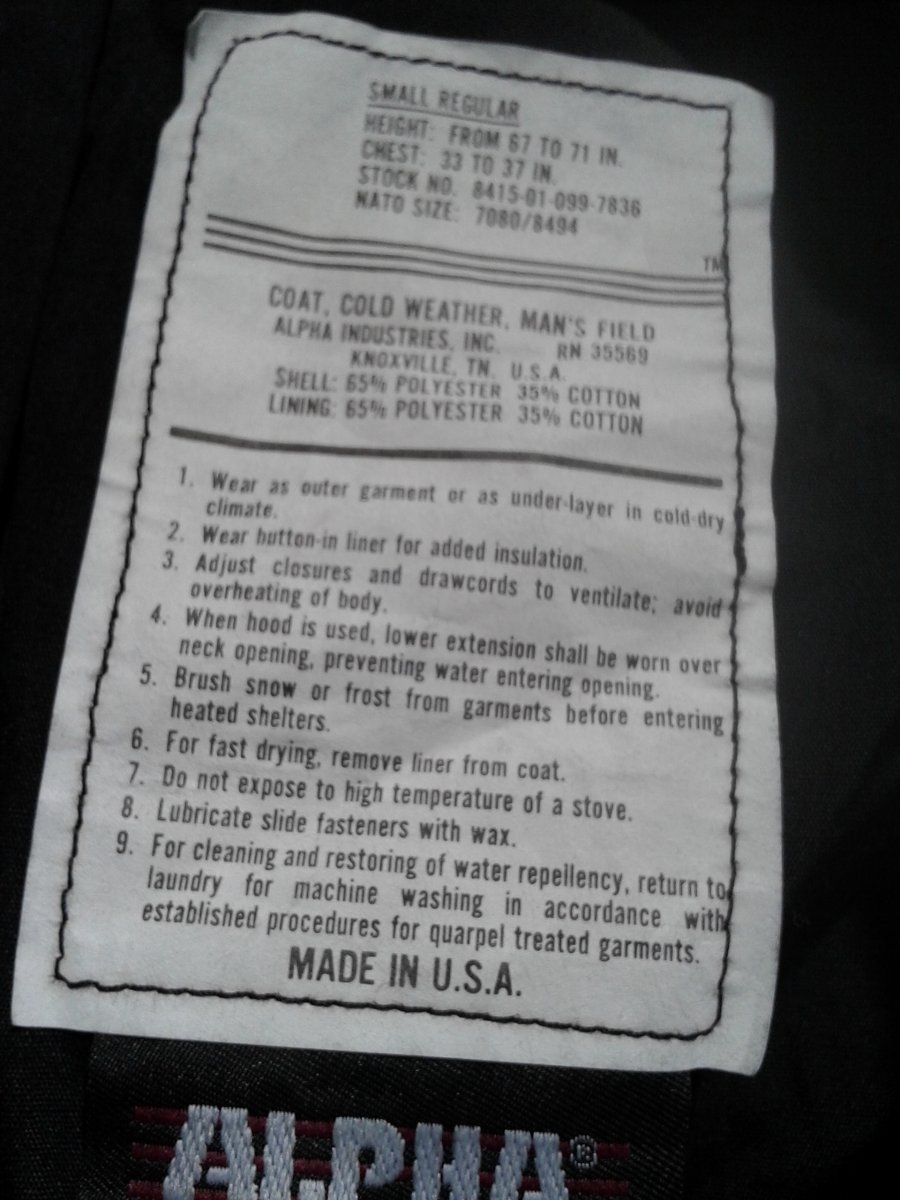 SMALL REGULAR
HEIGHT: FROM 67 TO 71 IN.
CHEST: 33 TO 37 IN.
STOCK NO. 8415-01-099-7836
NATO SIZE: 7080/8494
TM
COAT, COLD WEATHER, MAN'S FIELD
ALPHA INDUSTRIES, INC. RN 35569
KNOXVILLE, TN. U.S.A.
SHELL: 65% POLYESTER 35% COTTON
LINING: 65% POLYESTER 35% COTTON
1. Wear as outer garment or as under-layer in cold-dry
climate.
2. Wear button-in liner for added insulation.
3. Adjust closures and drawcords to ventilate; avoid
overheating of body.
4. When hood is used, lower extension shall be worn over
neck opening, preventing water entering opening.
5. Brush snow or frost from garments before entering
heated shelters.
6. For fast drying, remove liner from coat.
7. Do not expose to high temperature of a stove.
8. Lubricate slide fasteners with wax.
9. For cleaning and restoring of water repellency, return to
laundry for machine washing in accordance with
established procedures for quarpel treated garments.
MADE IN U.S.A.
ALPHA®